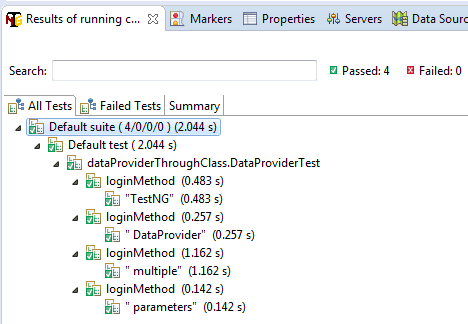 Results of running c...
Markers
Properties
Servers
Data Sourc
Search:
Passed: 4
Failed: 0
All Tests
Failed Tests
Summary
Default suite ( 4/0/0/0 ) (2.044 s)
Default test ( 2.044 s)
dataProviderThroughClass.DataProviderTest
loginMethod (0.483 s)
"TestNG" (0.483 s)
loginMethod (0.257 s)
" DataProvider" (0.257 s)
loginMethod (1.162 s)
" multiple" (1.162 s)
loginMethod (0.142 s)
" parameters" (0.142 s)